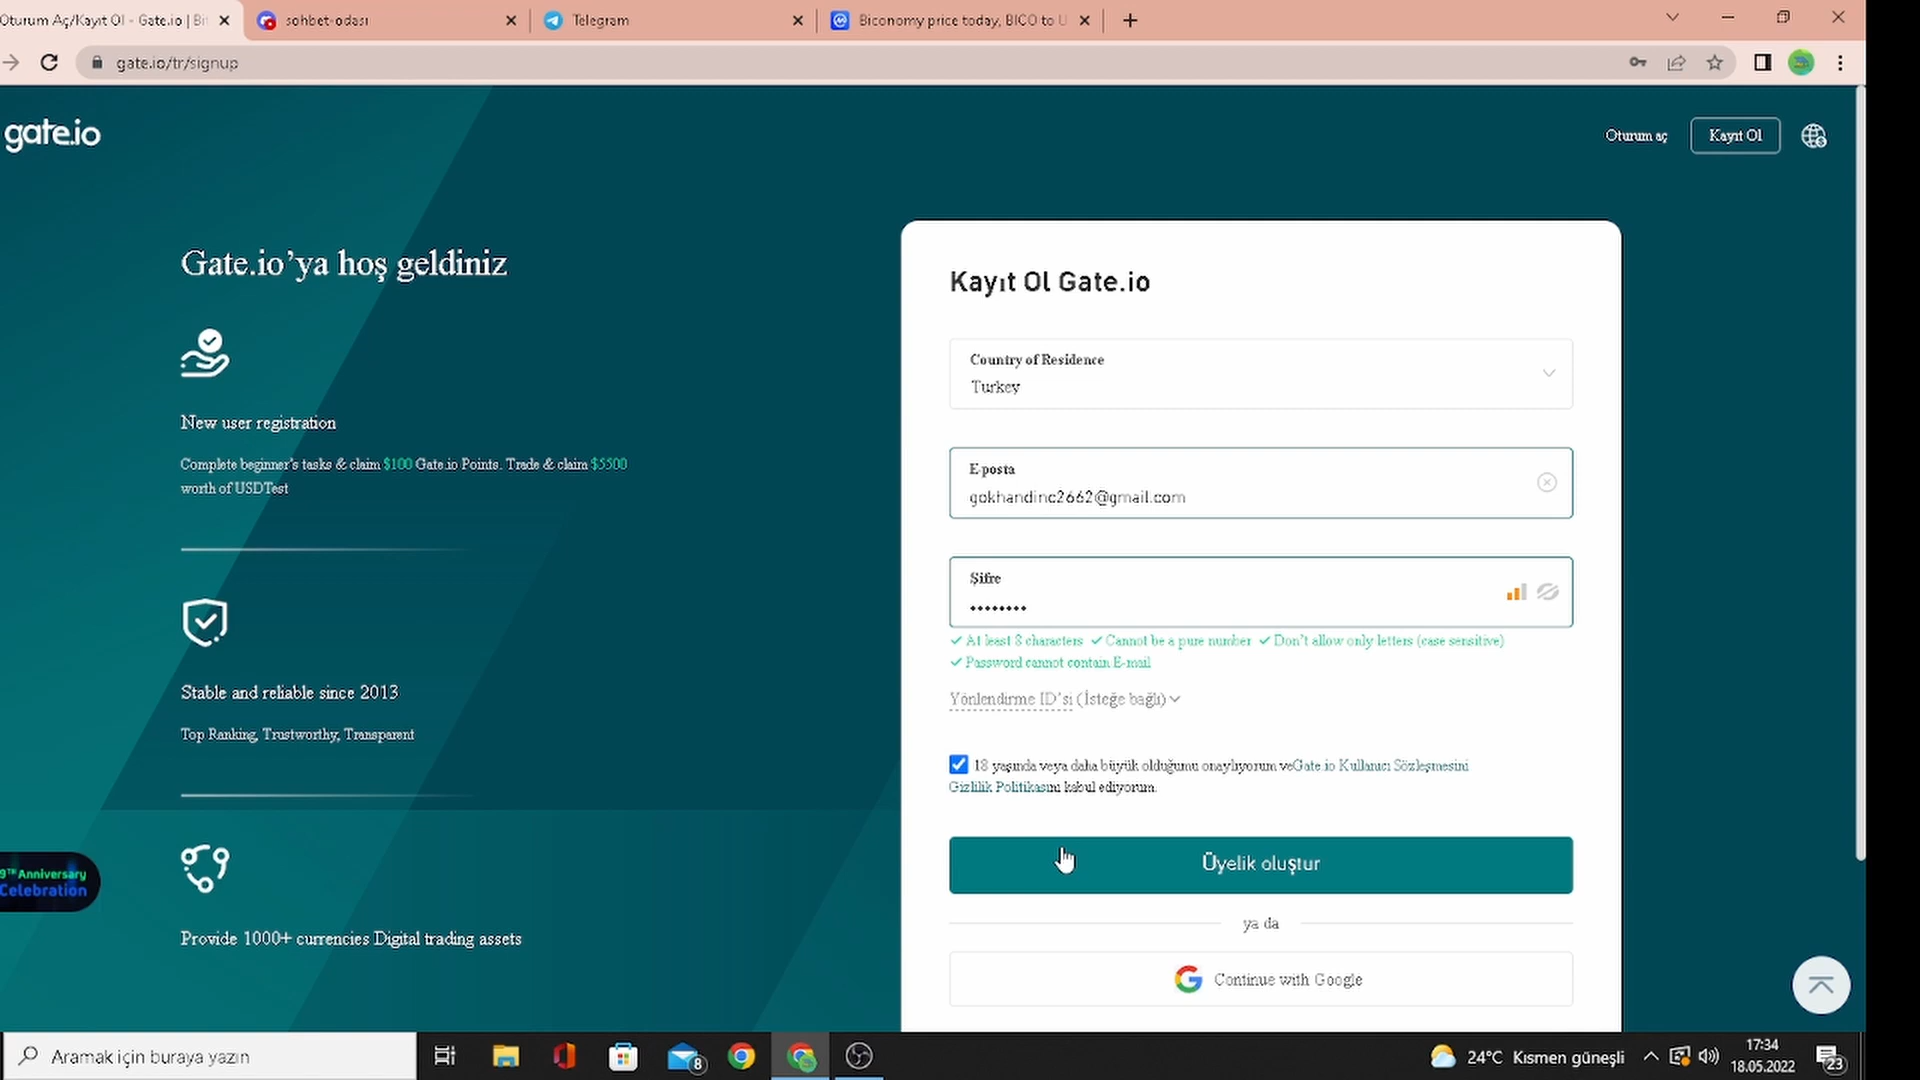 Oturum Aç/Kayıt Ol - Gate.io | Bi
sohbet-odası
Telegram
Biconomy price today, BICO to U
gate.io/tr/signup
gate.io
Oturum aç
Kayıt Ol
Gate.io’ya hoş geldiniz
New user registration
Complete beginner's tasks & claim $100 Gate.io Points. Trade & claim $5500
worth of USDTest
Stable and reliable since 2013
Top Ranking, Trustworthy, Transparent
9TH Anniversary
Celebration
Provide 1000+ currencies Digital trading assets
Kayıt Ol Gate.io
Country of Residence
Turkey
E-posta
gokhandinc2662@gmail.com
Şifre
••••••••
At least 8 characters Cannot be a pure number Don’t allow only letters (case sensitive)
Password cannot contain E-mail
Yönlendirme ID’si (İsteğe bağlı)
18 yaşında veya daha büyük olduğumu onaylıyorum veGate.io Kullanıcı Sözleşmesini
Gizlilik Politikasını kabul ediyorum.
Üyelik oluştur
ya da
Continue with Google
Aramak için buraya yazın
8
24°C Kısmen güneşli
17:34
18.05.2022
23